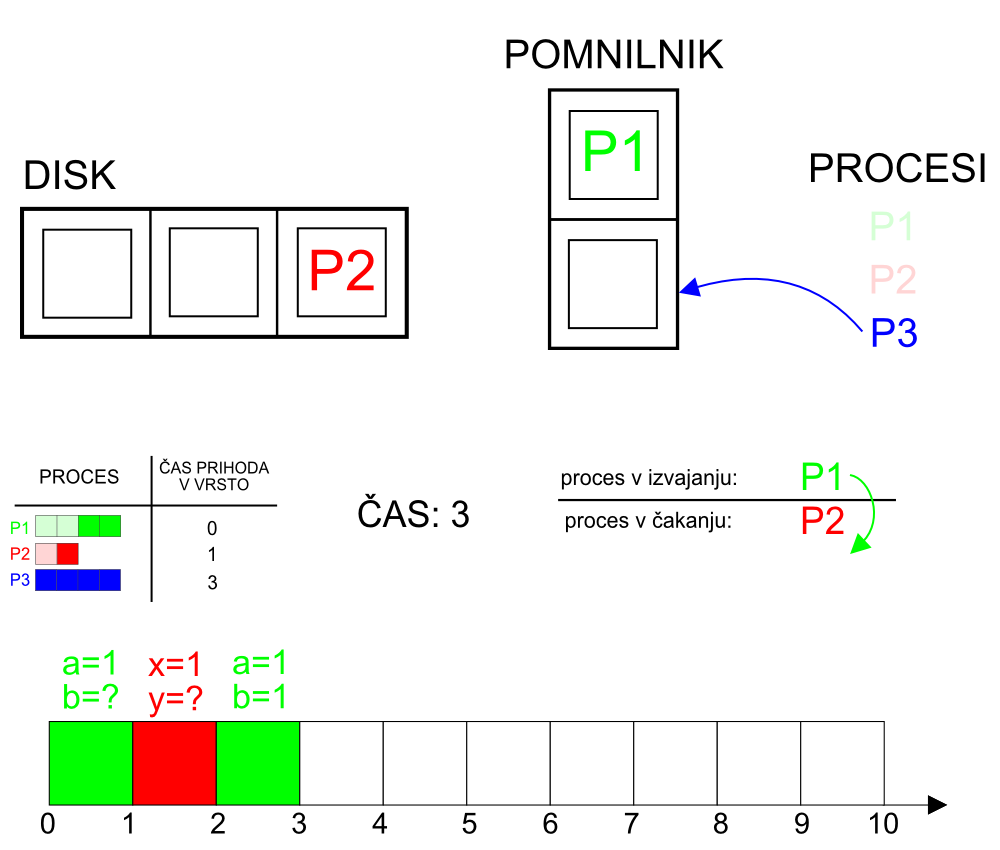 POMNILNIK
P1
DISK
P2
PROCESI
P1
P2
P3
PROCES
ČAS PRIHODA
V VRSTO
P1 0
P2 1
P3 3
ČAS: 3
proces v izvajanju: P1
proces v čakanju: P2
a=1 x=1 a=1
b=? y=? b=1
0 1 2 3 4 5 6 7 8 9 10